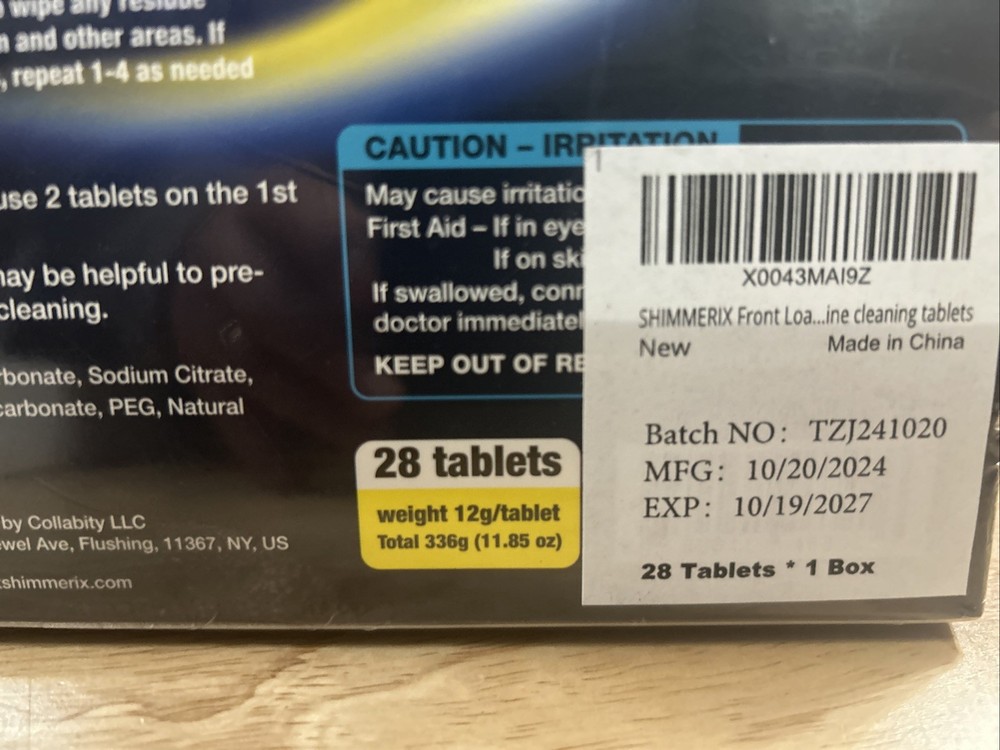 wipe any residue
and other areas. If
, repeat 1-4 as needed
use 2 tablets on the 1st
may be helpful to pre-
cleaning.
rbonate, Sodium Citrate,
carbonate, PEG, Natural
by Collabity LLC
wel Ave, Flushing, 11367, NY, US
shimmerix.com
CAUTION – IRRITATION
May cause irritatio
First Aid – If in eye
If on ski
If swallowed, con
doctor immediatel
KEEP OUT OF RE
28 tablets
weight 12g/tablet
Total 336g (11.85 oz)
X0043MAI9Z
SHIMMERIX Front Loa...ine cleaning tablets
New Made in China
Batch NO: TZJ241020
MFG: 10/20/2024
EXP: 10/19/2027
28 Tablets * 1 Box